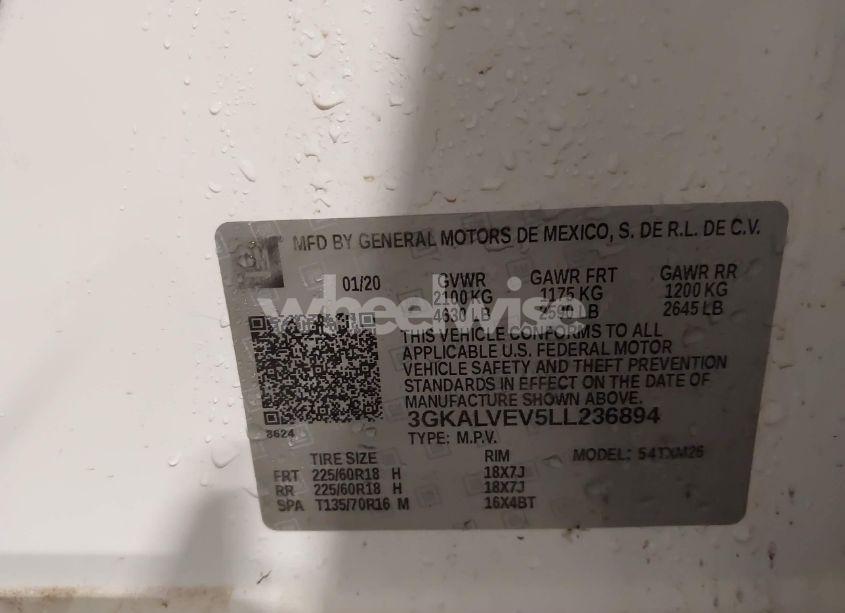 GM
MFD BY GENERAL MOTORS DE MEXICO, S. DE R.L. DE C.V.
01/20 GVWR GAWR FRT GAWR RR
2100 KG 1175 KG 1200 KG
4630 LB 2590 LB 2645 LB
wheelwise
THIS VEHICLE CONFORMS TO ALL
APPLICABLE U.S. FEDERAL MOTOR
VEHICLE SAFETY AND THEFT PREVENTION
STANDARDS IN EFFECT ON THE DATE OF
MANUFACTURE SHOWN ABOVE.
8624
3GKALVEV5LL236894
TYPE: M.P.V.
TIRE SIZE RIM MODEL: 54TXM26
FRT 225/60R18 H 18X7J
RR 225/60R18 H 18X7J
SPA T135/70R16 M 16X4BT